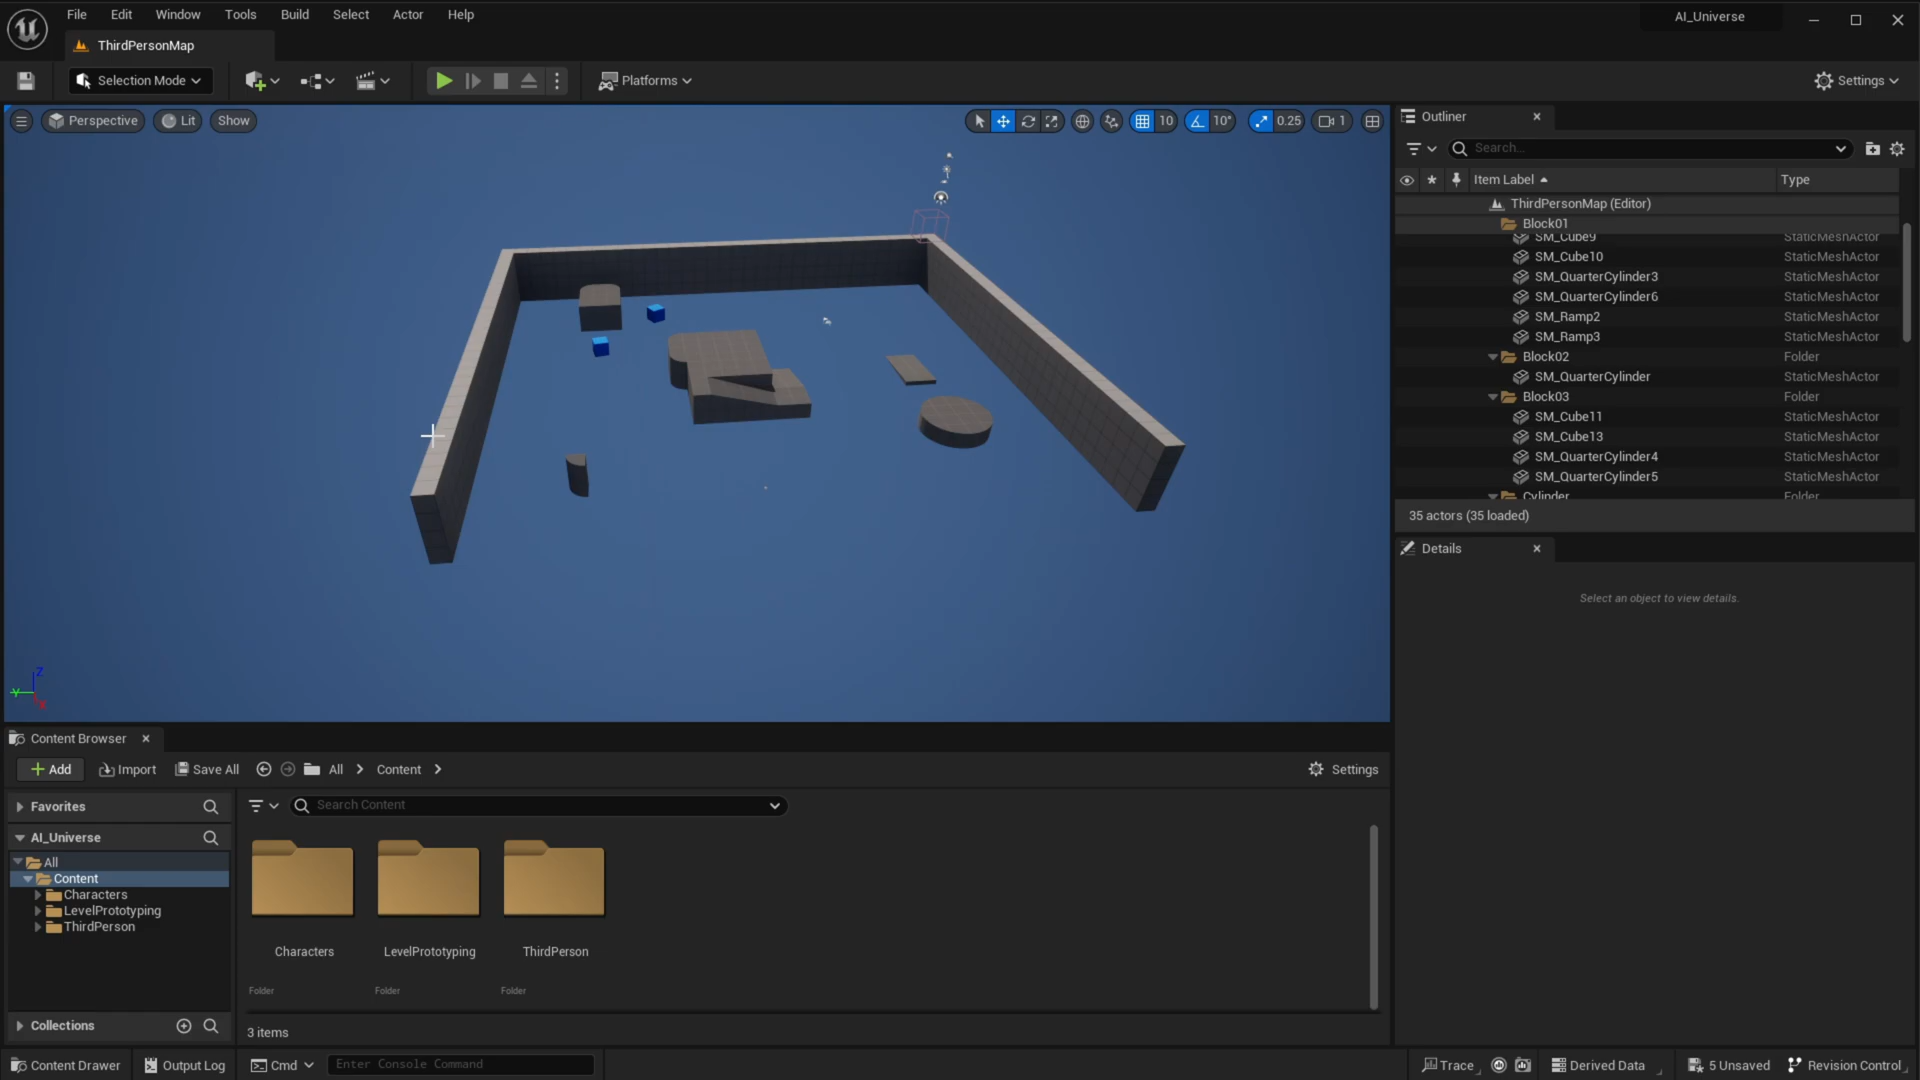 File Edit Window Tools Build Select Actor Help
AI_Universe
ThirdPersonMap
Selection Mode
Platforms
Settings
Perspective Lit Show
10 10° 0.25 1
Outliner
Search...
Item Label Type
ThirdPersonMap (Editor)
Block01
SM_Cube9 StaticMeshActor
SM_Cube10 StaticMeshActor
SM_QuarterCylinder3 StaticMeshActor
SM_QuarterCylinder6 StaticMeshActor
SM_Ramp2 StaticMeshActor
SM_Ramp3 StaticMeshActor
Block02 Folder
SM_QuarterCylinder StaticMeshActor
Block03 Folder
SM_Cube11 StaticMeshActor
SM_Cube13 StaticMeshActor
SM_QuarterCylinder4 StaticMeshActor
SM_QuarterCylinder5 StaticMeshActor
Cylinder Folder
35 actors (35 loaded)
Details
Select an object to view details.
Z
Y
X
Content Browser
Add Import Save All All Content Settings
Favorites
Search Content
AI_Universe
All
Content
Characters
LevelPrototyping
ThirdPerson
Characters LevelPrototyping ThirdPerson
Folder Folder Folder
Collections
3 items
Content Drawer Output Log Cmd Enter Console Command Trace Derived Data 5 Unsaved Revision Control